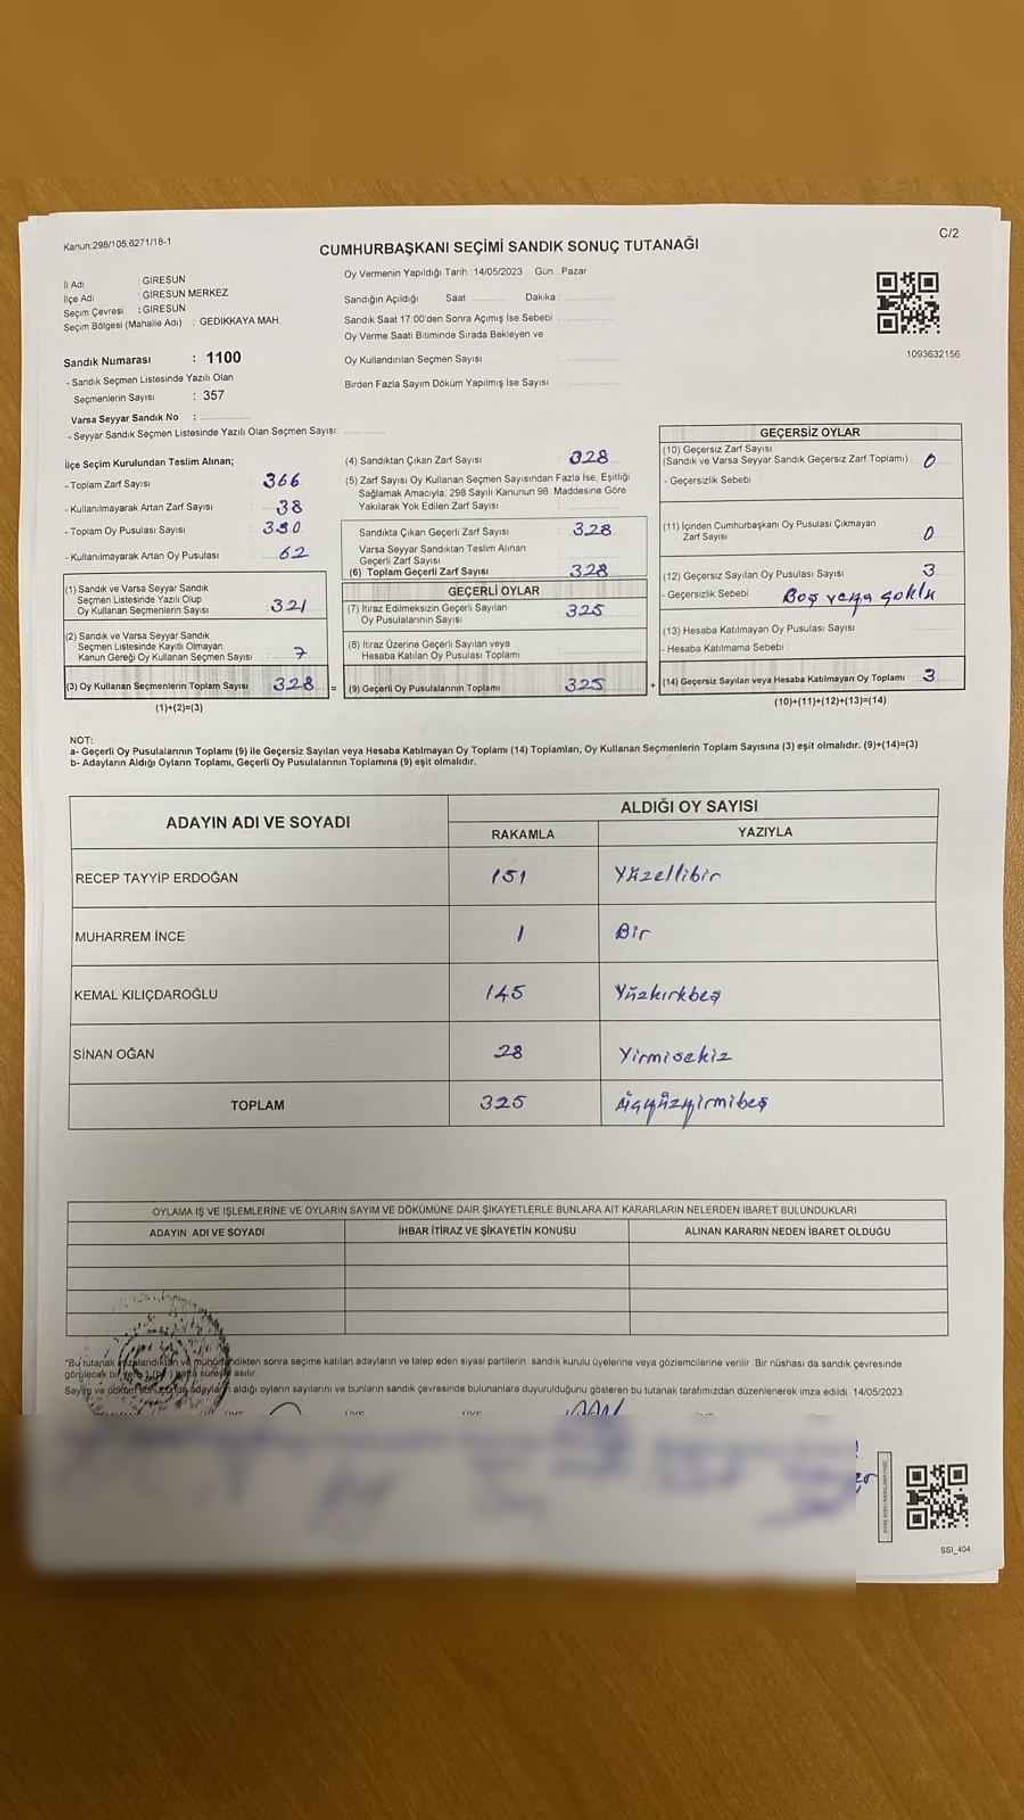 Kanun:298/105,6271/18-1
C/2
CUMHURBAŞKANI SEÇİMİ SANDIK SONUÇ TUTANAĞI
İl Adı : GİRESUN
İlçe Adı : GİRESUN MERKEZ
Seçim Çevresi : GİRESUN
Seçim Bölgesi (Mahalle Adı) : GEDİKKAYA MAH.
Sandık Numarası : 1100
- Sandık Seçmen Listesinde Yazılı Olan
Seçmenlerin Sayısı : 357
Varsa Seyyar Sandık No :
- Seyyar Sandık Seçmen Listesinde Yazılı Olan Seçmen Sayısı:
Oy Vermenin Yapıldığı Tarih :14/05/2023 Gün : Pazar
Sandığın Açıldığı Saat Dakika
Sandık Saat 17:00'den Sonra Açılmış İse Sebebi
Oy Verme Saati Bitiminde Sırada Bekleyen ve
Oy Kullandırılan Seçmen Sayısı
Birden Fazla Sayım Döküm Yapılmış İse Sayısı
1093632156
İlçe Seçim Kurulundan Teslim Alınan;
- Toplam Zarf Sayısı 366
- Kullanılmayarak Artan Zarf Sayısı 38
- Toplam Oy Pusulası Sayısı
- Kullanılmayarak Artan Oy Pusulası 62
(1) Sandık ve Varsa Seyyar Sandık
Seçmen Listesinde Yazılı Olup
Oy Kullanan Seçmenlerin Sayısı 321
(2) Sandık ve Varsa Seyyar Sandık
Seçmen Listesinde Kayıtlı Olmayan
Kanun Gereği Oy Kullanan Seçmen Sayısı 7
(3) Oy Kullanan Seçmenlerin Toplam Sayısı 328 =
(1)+(2)=(3)
(4) Sandıktan Çıkan Zarf Sayısı 328
(5) Zarf Sayısı Oy Kullanan Seçmen Sayısından Fazla İse, Eşitliği
Sağlamak Amacıyla, 298 Sayılı Kanunun 98. Maddesine Göre
Yakılarak Yok Edilen Zarf Sayısı
Sandıkta Çıkan Geçerli Zarf Sayısı 328
Varsa Seyyar Sandıktan Teslim Alınan
Geçerli Zarf Sayısı
(6) Toplam Geçerli Zarf Sayısı 328
GEÇERLİ OYLAR
(7) İtiraz Edilmeksizin Geçerli Sayılan
Oy Pusulalarının Sayısı 325
(8) İtiraz Üzerine Geçerli Sayılan veya
Hesaba Katılan Oy Pusulası Toplamı
(9) Geçerli Oy Pusulalarının Toplamı 325 +
GEÇERSİZ OYLAR
(10) Geçersiz Zarf Sayısı
(Sandık ve Varsa Seyyar Sandık Geçersiz Zarf Toplamı) 0
- Geçersizlik Sebebi
(11) İçinden Cumhurbaşkanı Oy Pusulası Çıkmayan
Zarf Sayısı 0
(12) Geçersiz Sayılan Oy Pusulası Sayısı 3
- Geçersizlik Sebebi Boş veya çoklu
(13) Hesaba Katılmayan Oy Pusulası Sayısı
- Hesaba Katılmama Sebebi
(14) Geçersiz Sayılan veya Hesaba Katılmayan Oy Toplamı 3
(10)+(11)+(12)+(13)=(14)
NOT:
a- Geçerli Oy Pusulalarının Toplamı (9) ile Geçersiz Sayılan veya Hesaba Katılmayan Oy Toplamı (14) Toplamları, Oy Kullanan Seçmenlerin Toplam Sayısına (3) eşit olmalıdır. (9)+(14)=(3)
b- Adayların Aldığı Oyların Toplamı, Geçerli Oy Pusulalarının Toplamına (9) eşit olmalıdır.
ADAYIN ADI VE SOYADI
ALDIĞI OY SAYISI
RAKAMLA YAZIYLA
RECEP TAYYİP ERDOĞAN 151 Yüzellibir
MUHARREM İNCE 1 Bir
KEMAL KILIÇDAROĞLU 145 Yüzkırkbeş
SİNAN OĞAN 28 Yirmisekiz
TOPLAM 325 üçyüzyirmibeş
OYLAMA İŞ VE İŞLEMLERİNE VE OYLARIN SAYIM VE DÖKÜMÜNE DAİR ŞİKAYETLERLE BUNLARA AİT KARARLARIN NELERDEN İBARET BULUNDUKLARI
ADAYIN ADI VE SOYADI İHBAR İTİRAZ VE ŞİKAYETİN KONUSU ALINAN KARARIN NEDEN İBARET OLDUĞU
"Bu tutanak imzalandıktan ve mühürlendikten sonra seçime katılan adayların ve talep eden siyasi partilerin, sandık kurulu üyelerine veya gözlemcilerine verilir. Bir nüshası da sandık çevresinde
görülecek bir yere asılır.
Sayım ve adayların aldığı oyların sayılarını ve bunların sandık çevresinde bulunanlara duyurulduğunu gösteren bu tutanak tarafımızdan düzenlenerek imza edildi. 14/05/2023
SSI_404